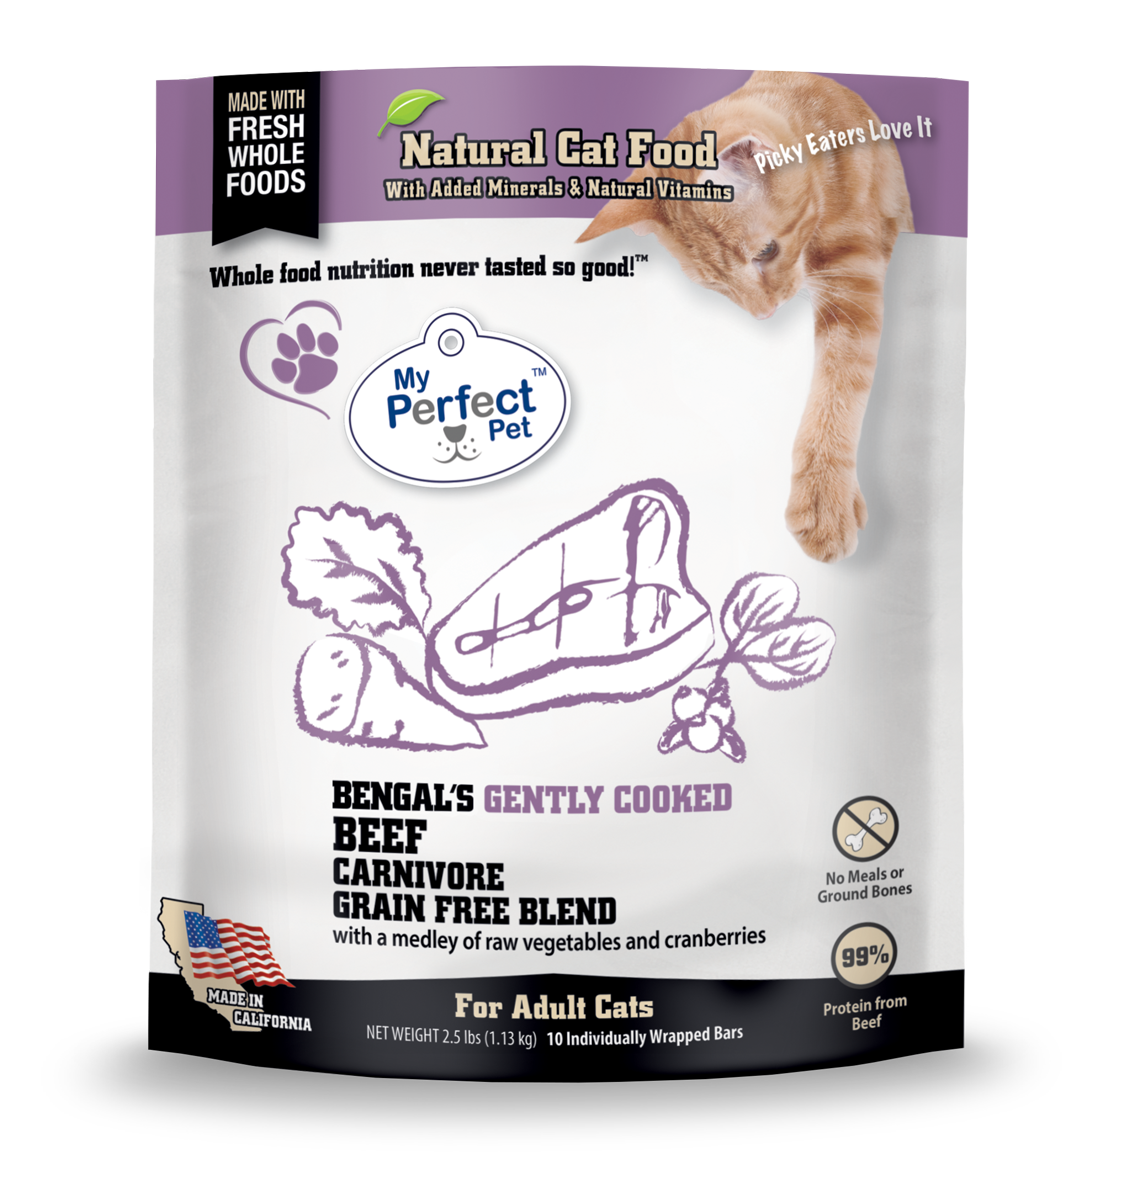 MADE WITH
FRESH
WHOLE
FOODS
Natural Cat Food
With Added Minerals & Natural Vitamins
Picky Eaters Love It
Whole food nutrition never tasted so good!™
My
Perfect™
Pet
BENGAL'S GENTLY COOKED
BEEF
CARNIVORE
GRAIN FREE BLEND
with a medley of raw vegetables and cranberries
No Meals or
Ground Bones
99%
Protein from
Beef
MADE IN
CALIFORNIA
For Adult Cats
NET WEIGHT 2.5 lbs (1.13 kg) 10 Individually Wrapped Bars